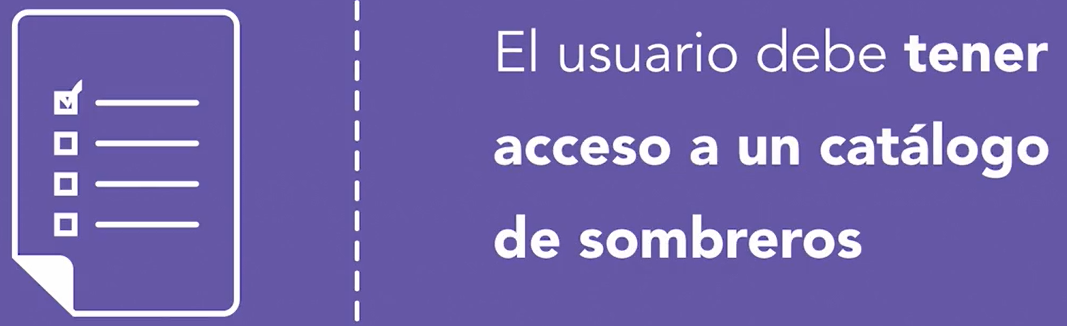 El usuario debe tener
acceso a un catálogo
de sombreros